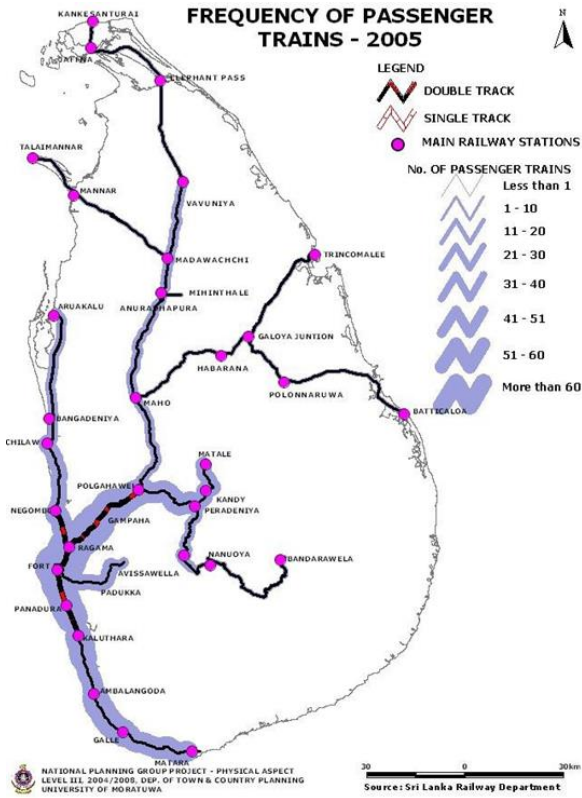 FREQUENCY OF PASSENGER
TRAINS - 2005
N
LEGEND
DOUBLE TRACK
SINGLE TRACK
MAIN RAILWAY STATIONS
No. OF PASSENGER TRAINS
Less than 1
1 - 10
11 - 20
21 - 30
31 - 40
41 - 51
51 - 60
More than 60
KANKESANTURAI
JAFFNA
ELEPHANT PASS
TALAIMANNAR
MANNAR
VAVUNIYA
MADAWACHCHI
TRINCOMALEE
MIHINTHALE
ANURADHAPURA
ARUAKALU
GALOYA JUNTION
HABARANA
POLONNARUWA
MAHO
BATTICALOA
BANGADENIYA
CHILAW
MATALE
POLGAHAWE
KANDY
NEGOMB
GAMPAHA
PERADENIYA
RAGAMA
NANUOYA
BANDARAWELA
FORT
AVISSAWELLA
PADUKKA
PANADURA
KALUTHARA
AMBALANGODA
GALLE
MATARA
NATIONAL PLANNING GROUP PROJECT - PHYSICAL ASPECT
LEVEL III, 2004/2005, DEP. OF TOWN & COUNTRY PLANNING
UNIVERSITY OF MORATUWA
20 0 20km
Source: Sri Lanka Railway Department